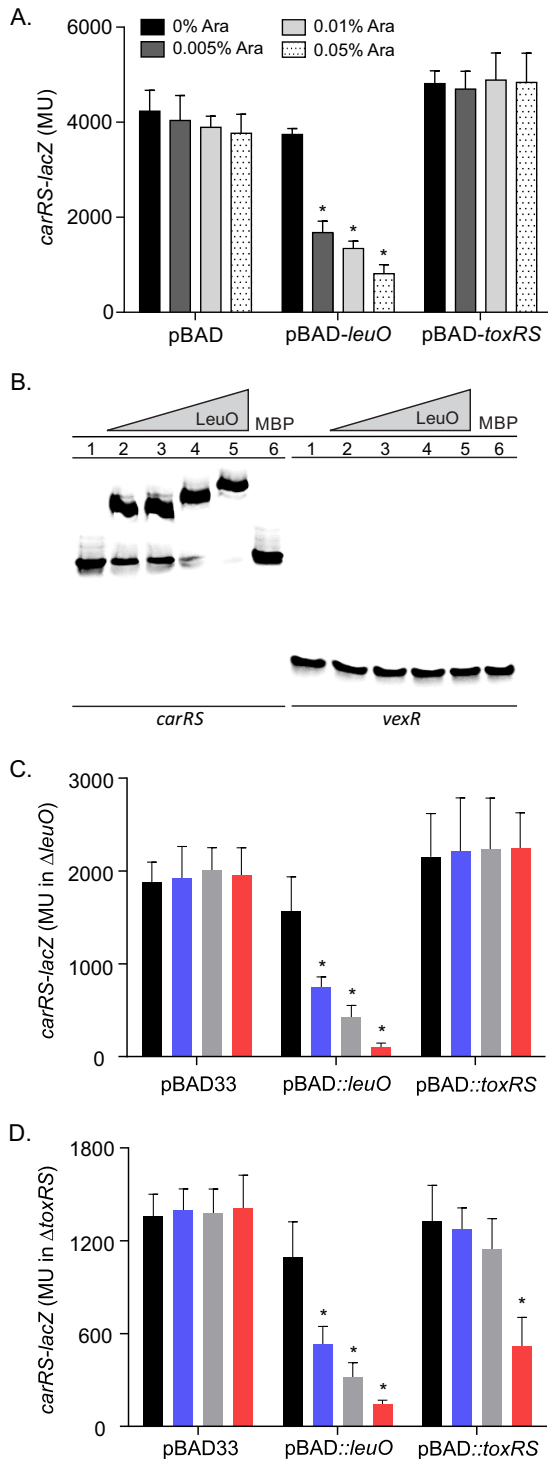 A.
0% Ara 0.01% Ara
0.005% Ara 0.05% Ara
carRS-lacZ (MU)
6000
4000
2000
0
* * *
pBAD pBAD-leuO pBAD-toxRS
B.
LeuO MBP LeuO MBP
1 2 3 4 5 6 1 2 3 4 5 6
carRS vexR
C.
carRS-lacZ (MU in ΔleuO)
3000
2000
1000
0
* * *
pBAD33 pBAD::leuO pBAD::toxRS
D.
carRS-lacZ (MU in ΔtoxRS)
1800
1200
600
0
* * * *
pBAD33 pBAD::leuO pBAD::toxRS